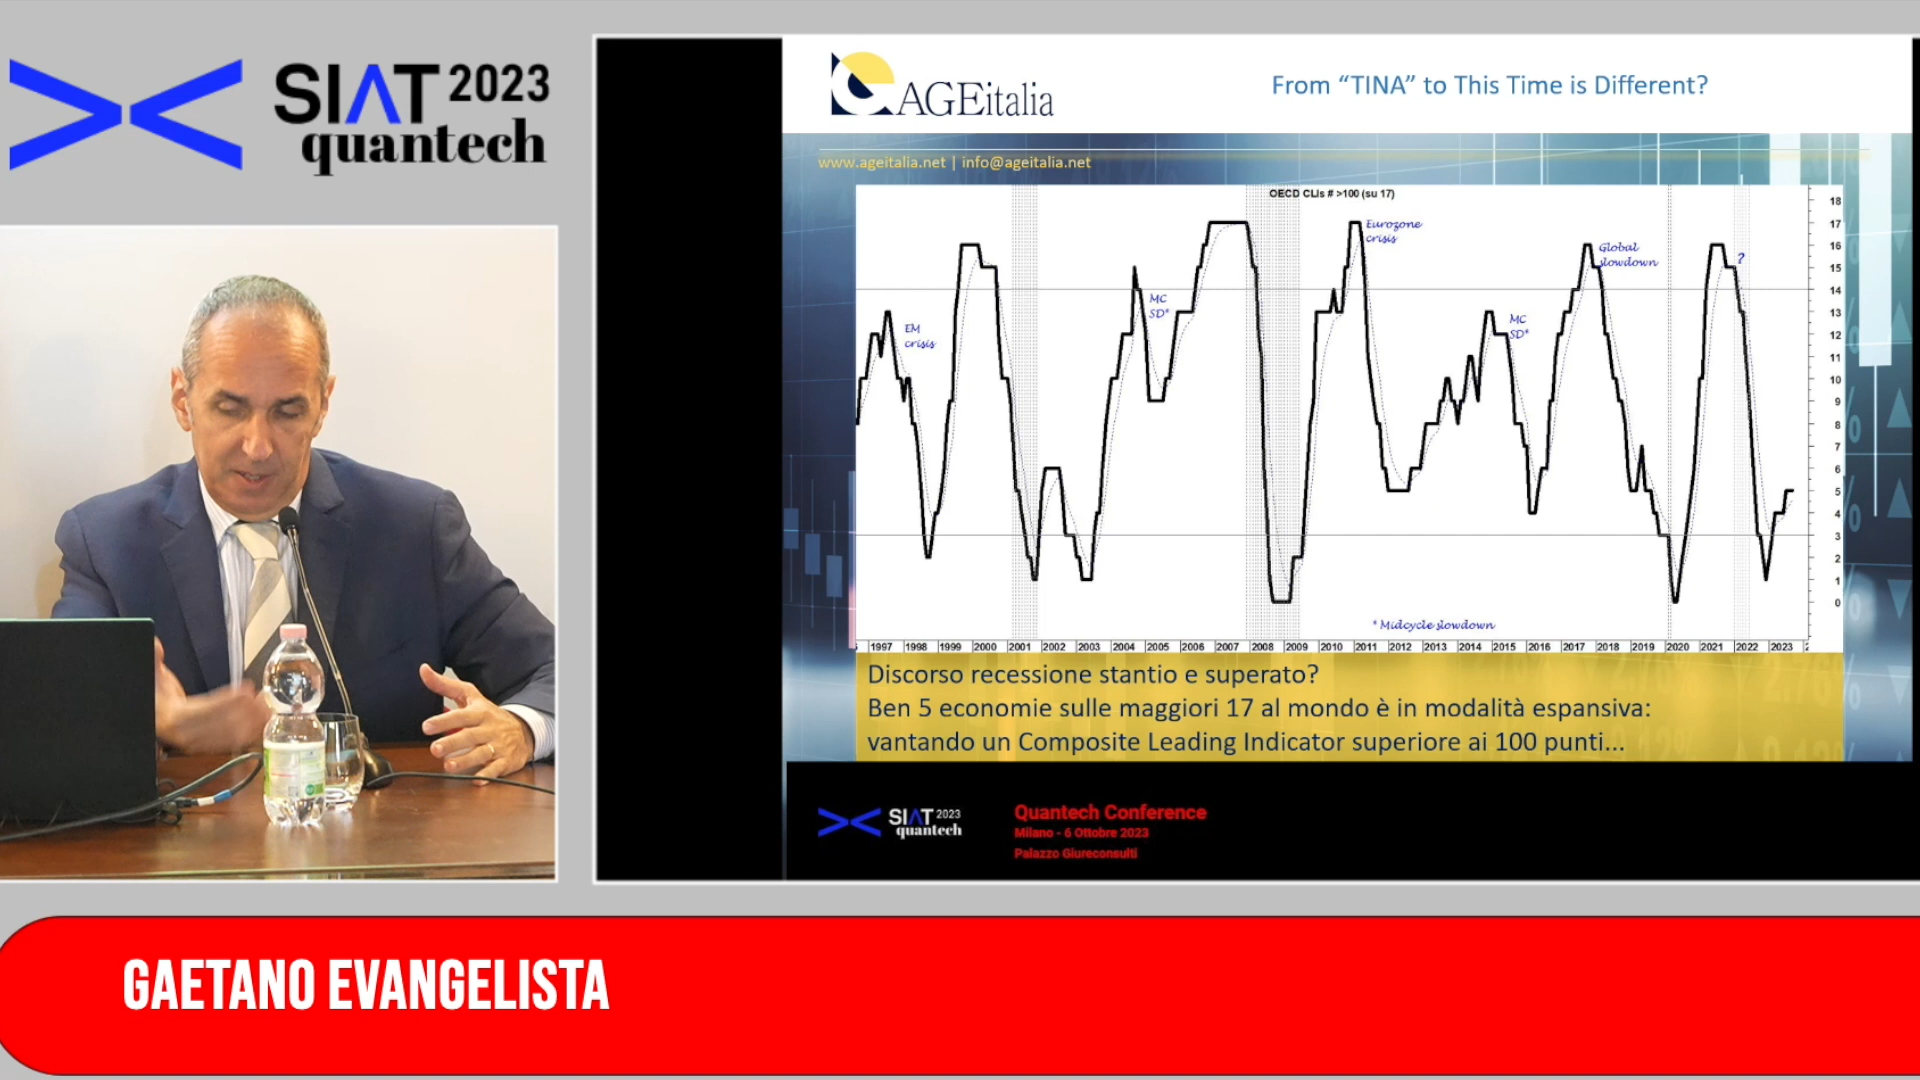 SIAT 2023
quantech
AGEitalia
From “TINA” to This Time is Different?
www.ageitalia.net | info@ageitalia.net
OECD CLIs # >100 (su 17)
EM
crisis
MC
SD*
Eurozone
crisis
MC
SD*
Global
slowdown
?
* Midcycle slowdown
18
17
16
15
14
13
12
11
10
9
8
7
6
5
4
3
2
1
0
1997 1998 1999 2000 2001 2002 2003 2004 2005 2006 2007 2008 2009 2010 2011 2012 2013 2014 2015 2016 2017 2018 2019 2020 2021 2022 2023
Discorso recessione stantio e superato?
Ben 5 economie sulle maggiori 17 al mondo è in modalità espansiva:
vantando un Composite Leading Indicator superiore ai 100 punti...
SIAT 2023
quantech
Quantech Conference
Milano - 6 Ottobre 2023
Palazzo Giureconsulti
GAETANO EVANGELISTA